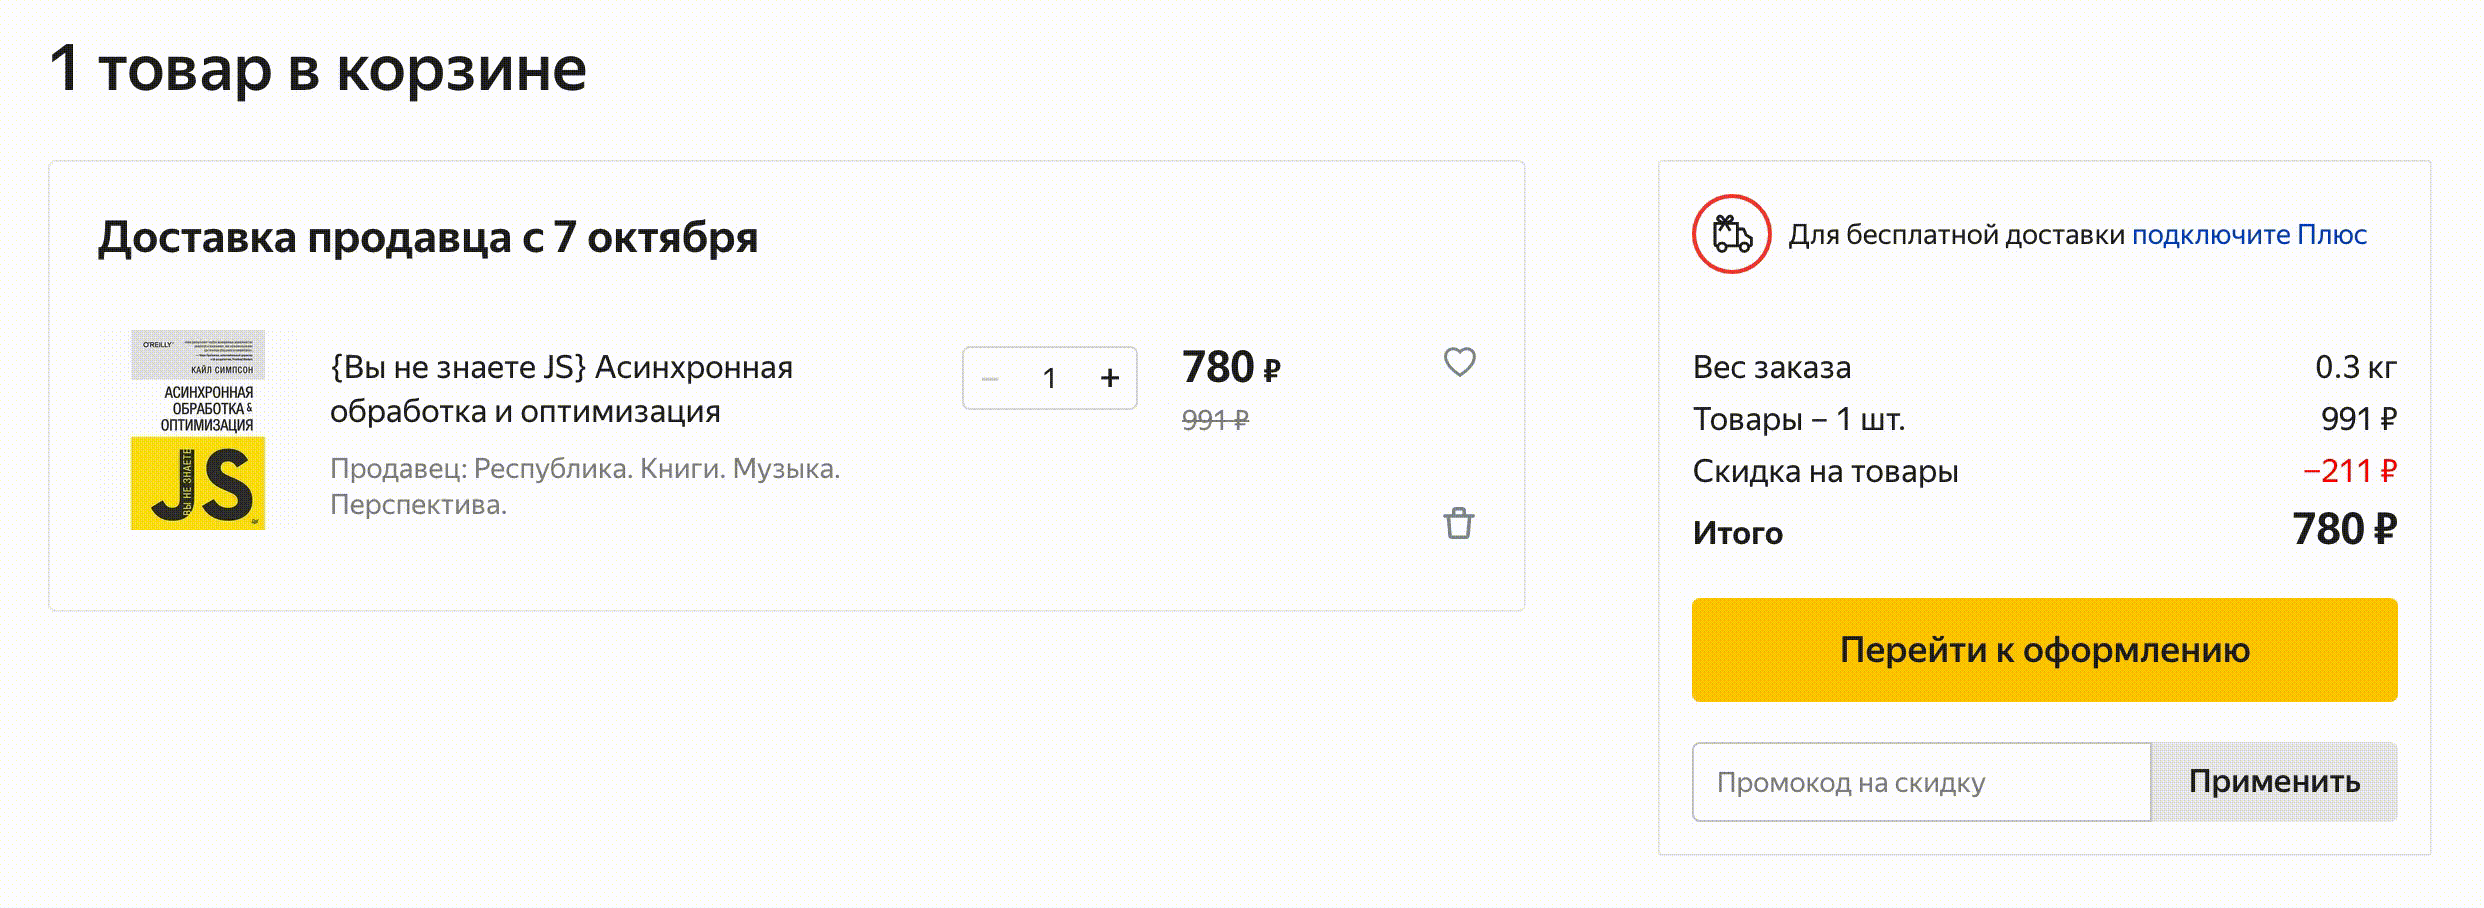 1 товар в корзине
Доставка продавца с 7 октября
O'REILLY
КАЙЛ СИМПСОН
АСИНХРОННАЯ
ОБРАБОТКА &
ОПТИМИЗАЦИЯ
ВЫ НЕ ЗНАЕТЕ
JS
{Вы не знаете JS} Асинхронная
обработка и оптимизация
Продавец: Республика. Книги. Музыка.
Перспектива.
− 1 +
780 ₽
991 ₽
Для бесплатной доставки подключите Плюс
Вес заказа 0.3 кг
Товары – 1 шт. 991 ₽
Скидка на товары −211 ₽
Итого 780 ₽
Перейти к оформлению
Промокод на скидку Применить